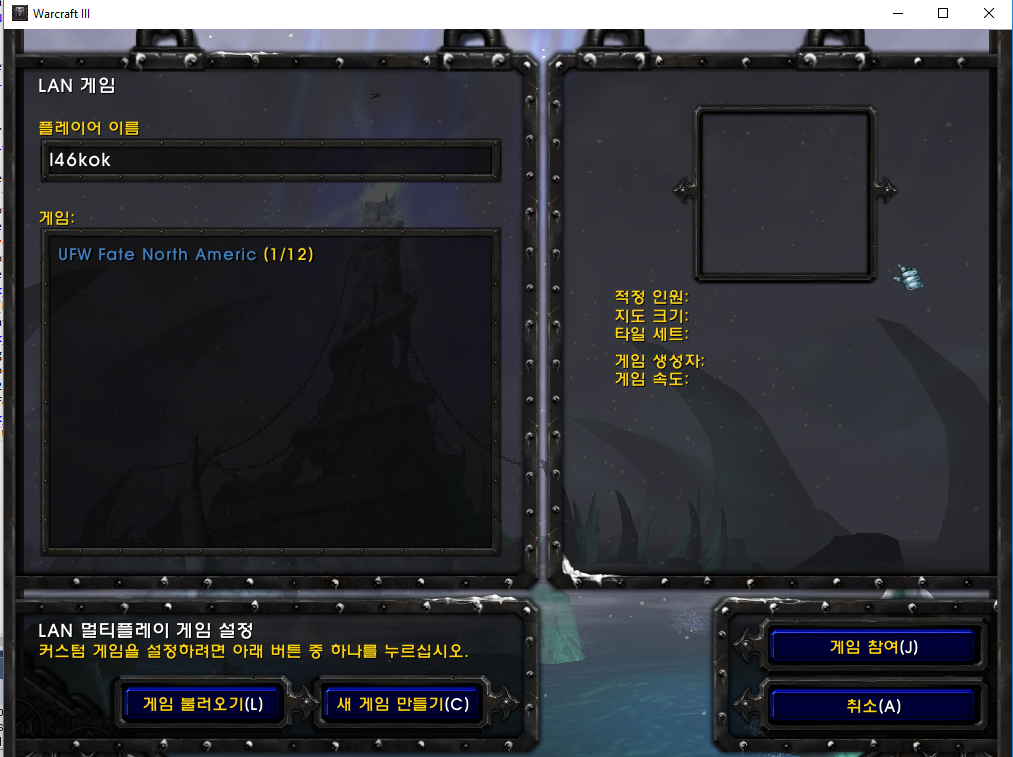 Warcraft III
LAN 게임
플레이어 이름
l46kok
게임:
UFW Fate North Americ (1/12)
적정 인원:
지도 크기:
타일 세트:
게임 생성자:
게임 속도:
LAN 멀티플레이 게임 설정
커스텀 게임을 설정하려면 아래 버튼 중 하나를 누르십시오.
게임 불러오기(L)
새 게임 만들기(C)
게임 참여(J)
취소(A)